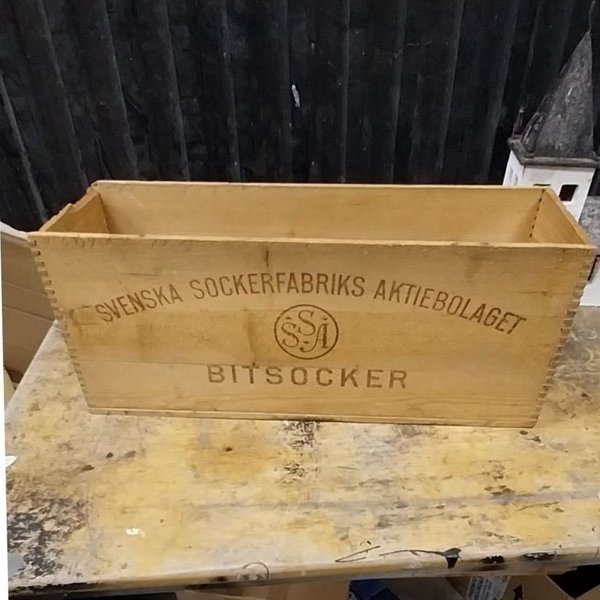 SVENSKA SOCKERFABRIKS AKTIEBOLAGET
SSA
BITSOCKER